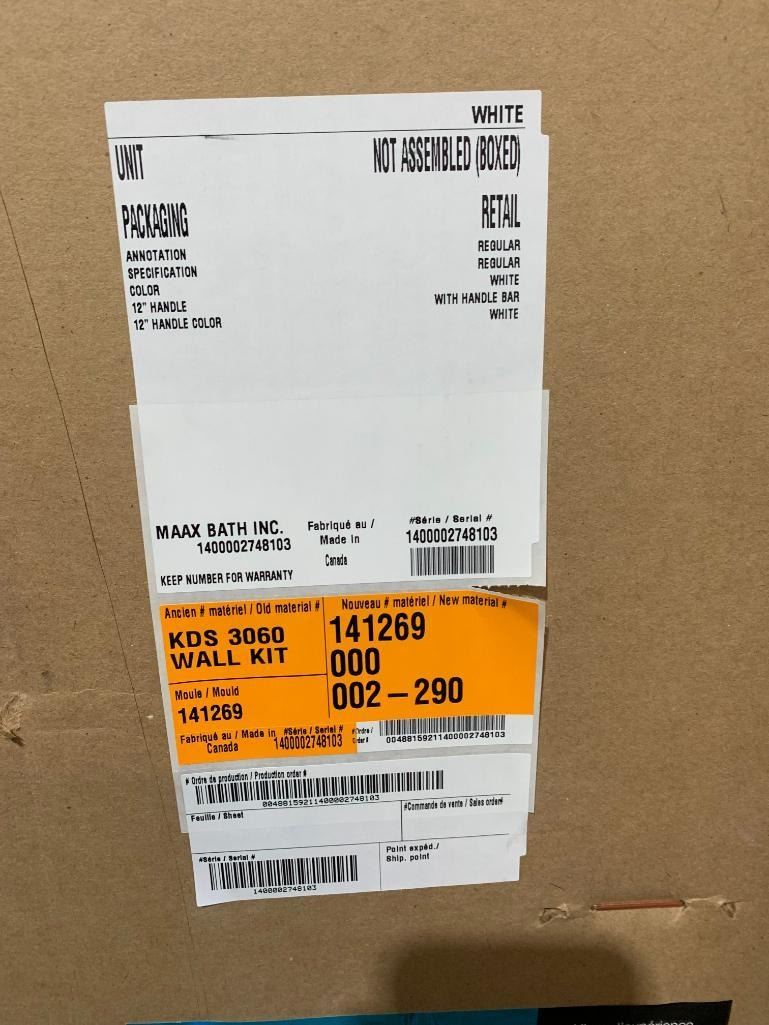 WHITE
UNIT NOT ASSEMBLED (BOXED)
PACKAGING RETAIL
ANNOTATION REGULAR
SPECIFICATION REGULAR
COLOR WHITE
12" HANDLE WITH HANDLE BAR
12" HANDLE COLOR WHITE
MAAX BATH INC.
1400002748103
KEEP NUMBER FOR WARRANTY
Fabriqué au /
Made in
Canada
#Série / Serial #
1400002748103
Ancien # matériel / Old material #
KDS 3060
WALL KIT
Nouveau # matériel / New material #
141269
000
002-290
Moule / Mould
141269
Fabriqué au / Made in
Canada
#Série / Serial #
1400002748103
#Ordre /
Order #
00488159211400002748103
# Ordre de production / Production order #
00488159211400002748103
Feuille / Sheet
#Commande de vente / Sales order#
#Série / Serial #
1400002748103
Point expéd./
Ship. point